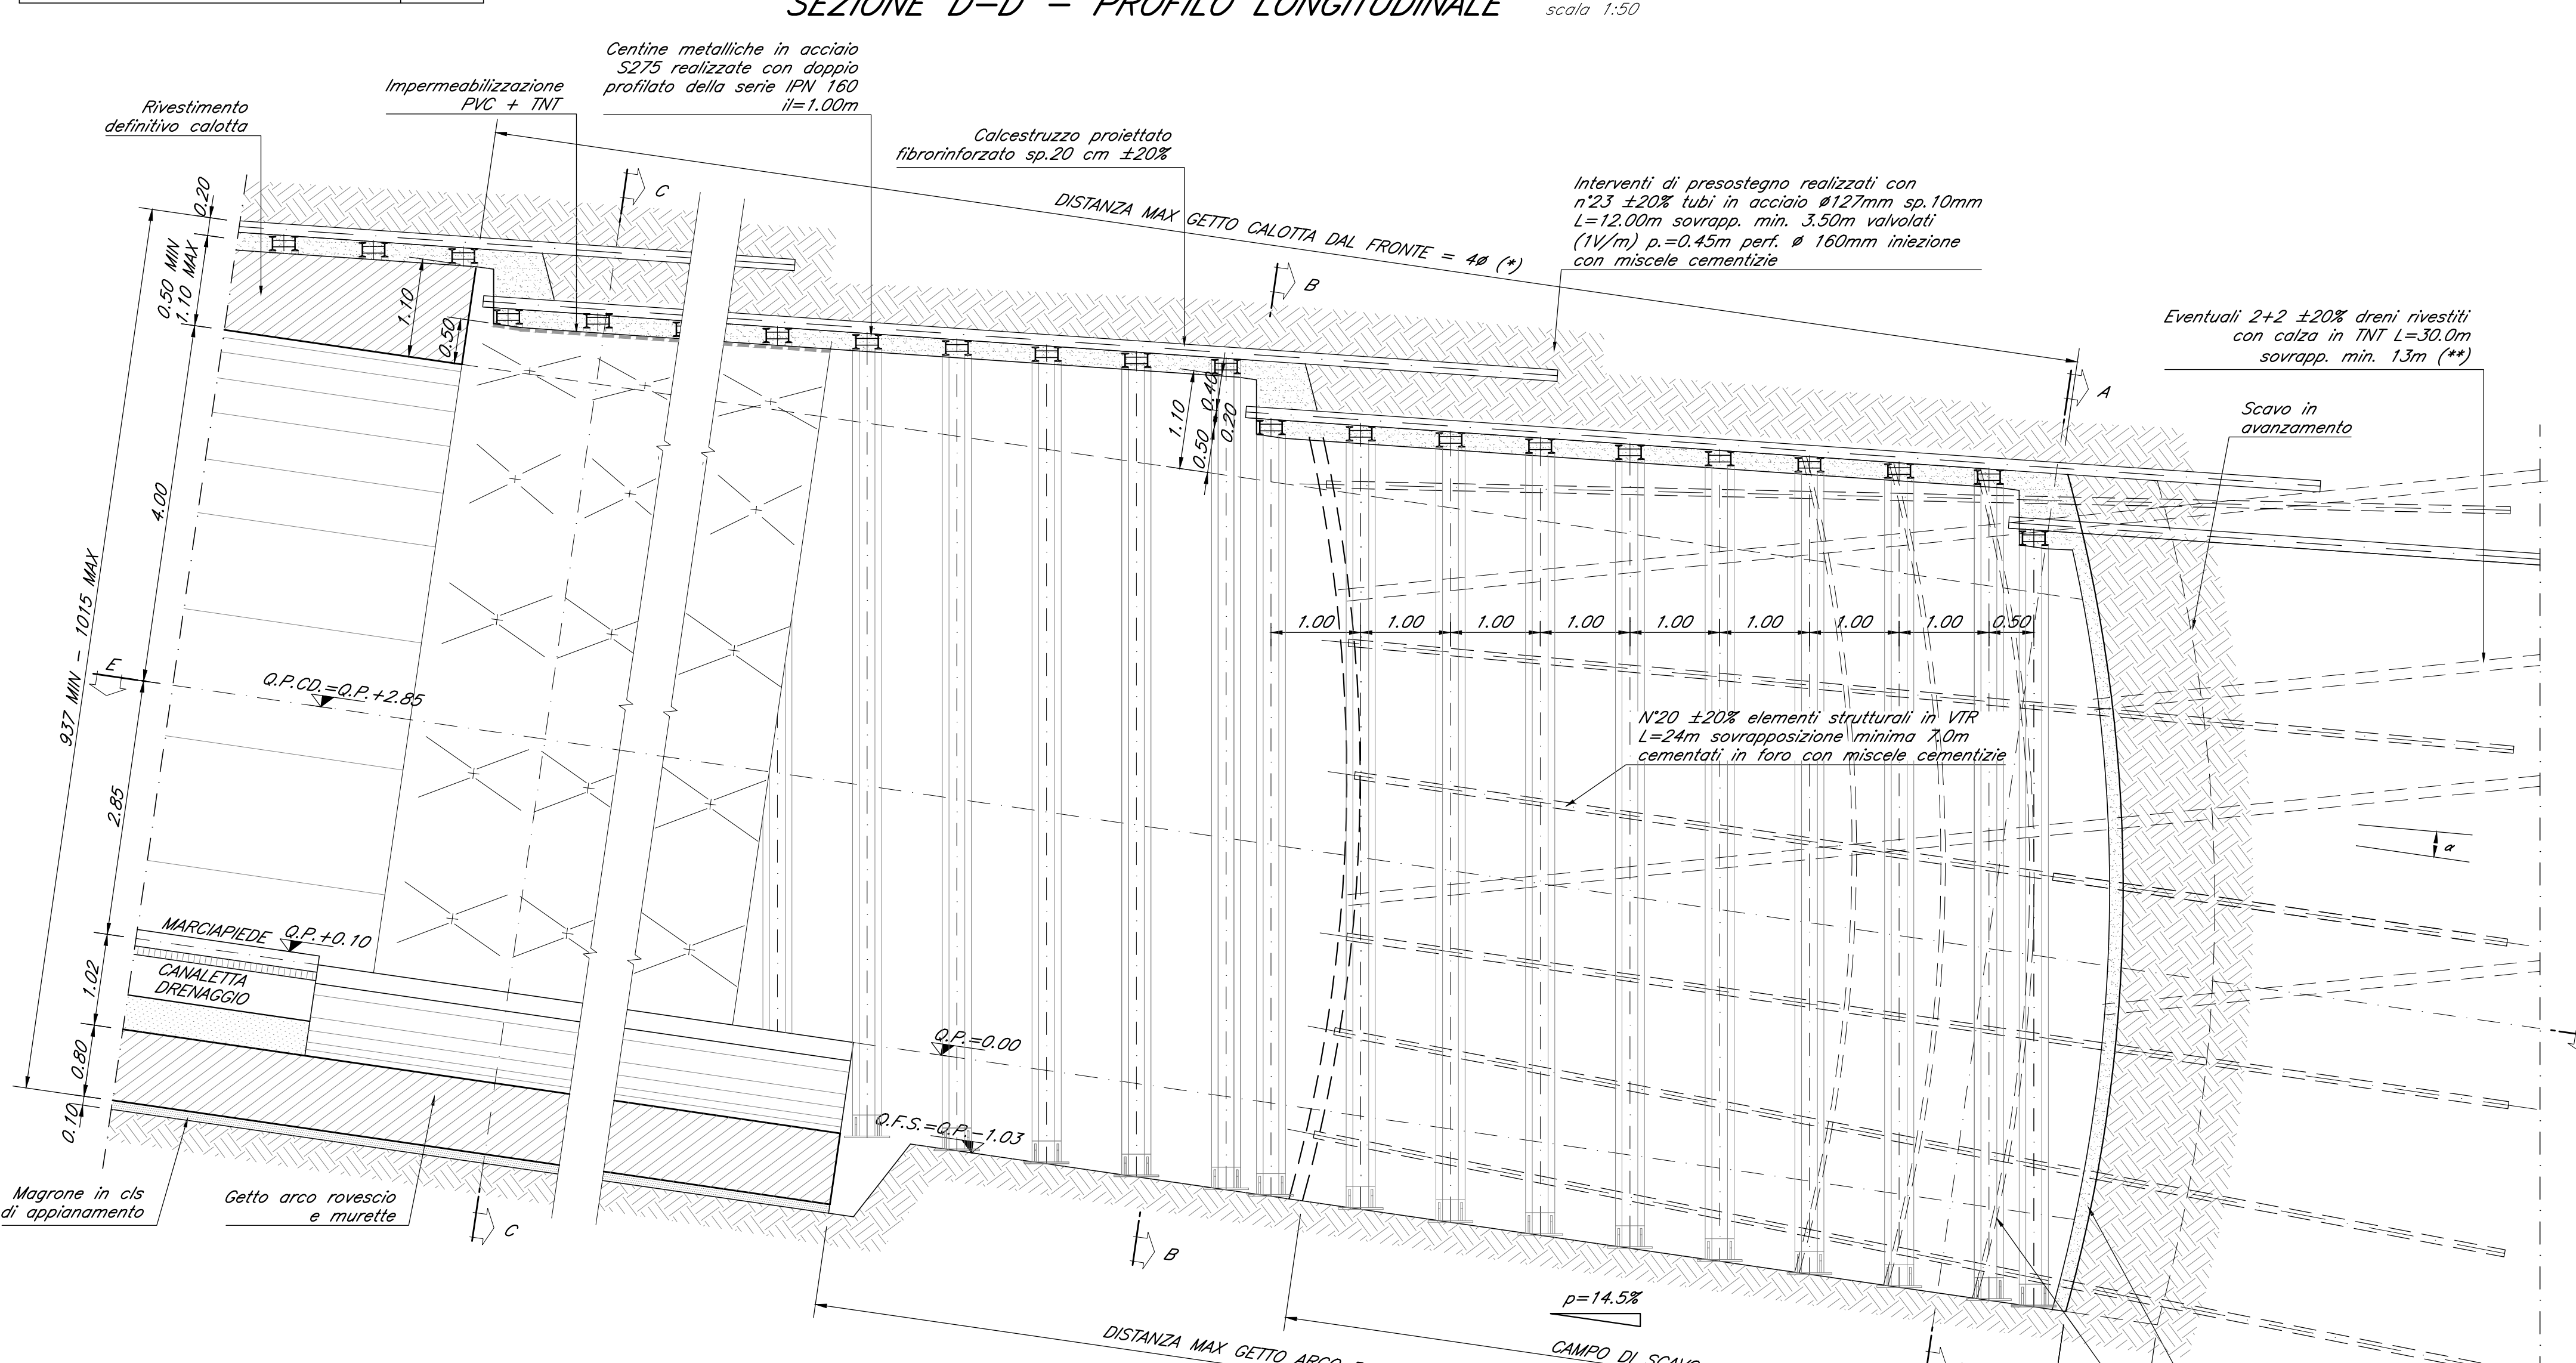 SEZIONE D-D - PROFILO LONGITUDINALE scala 1:50
Centine metalliche in acciaio
S275 realizzate con doppio
profilato della serie IPN 160
il=1.00m
Impermeabilizzazione
PVC + TNT
Rivestimento
definitivo calotta
Calcestruzzo proiettato
fibrorinforzato sp.20 cm ±20%
DISTANZA MAX GETTO CALOTTA DAL FRONTE = 4ø (*)
Interventi di presostegno realizzati con
n°23 ±20% tubi in acciaio ø127mm sp.10mm
L=12.00m sovrapp. min. 3.50m valvolati
(1V/m) p.=0.45m perf. ø 160mm iniezione
con miscele cementizie
Eventuali 2+2 ±20% dreni rivestiti
con calza in TNT L=30.0m
sovrapp. min. 13m (**)
Scavo in
avanzamento
C
B
A
0.20
0.50 MIN
1.10 MAX
1.10
0.50
4.00
937 MIN - 1015 MAX
E
2.85
1.02
0.80
0.10
1.10
0.40
0.50
0.20
1.00
1.00
1.00
1.00
1.00
1.00
1.00
1.00
0.50
Q.P.CD.=Q.P.+2.85
N°20 ±20% elementi strutturali in VTR
L=24m sovrapposizione minima 7.0m
cementati in foro con miscele cementizie
α
MARCIAPIEDE
Q.P.+0.10
CANALETTA
DRENAGGIO
Q.P.=0.00
Q.F.S.=Q.P.-1.03
Magrone in cls
di appianamento
Getto arco rovescio
e murette
C
B
p=14.5%
DISTANZA MAX GETTO ARCO
CAMPO DI SCAVO